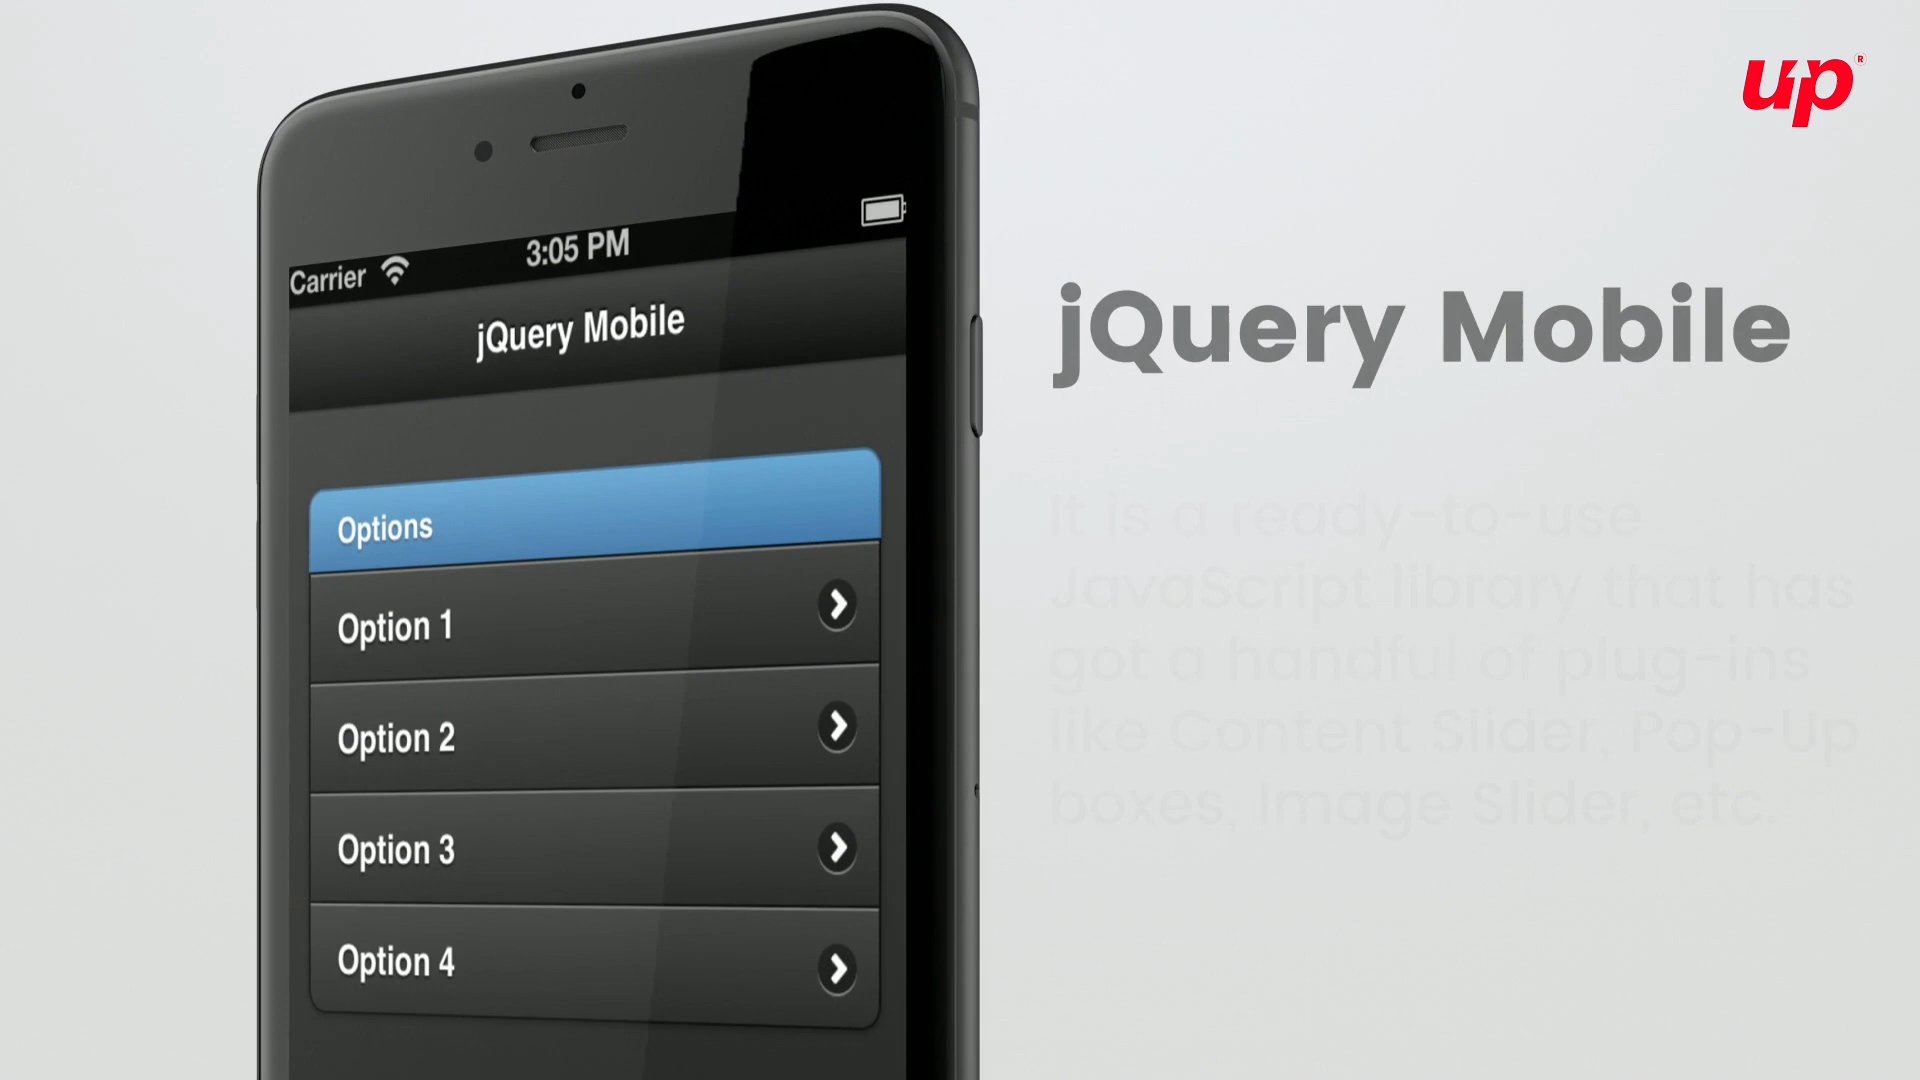 up®
Carrier
3:05 PM
jQuery Mobile
Options
Option 1
Option 2
Option 3
Option 4
jQuery Mobile
It is a ready-to-use
JavaScript library that has
got a handful of plug-ins
like Content Slider, Pop-Up
boxes, Image Slider, etc.